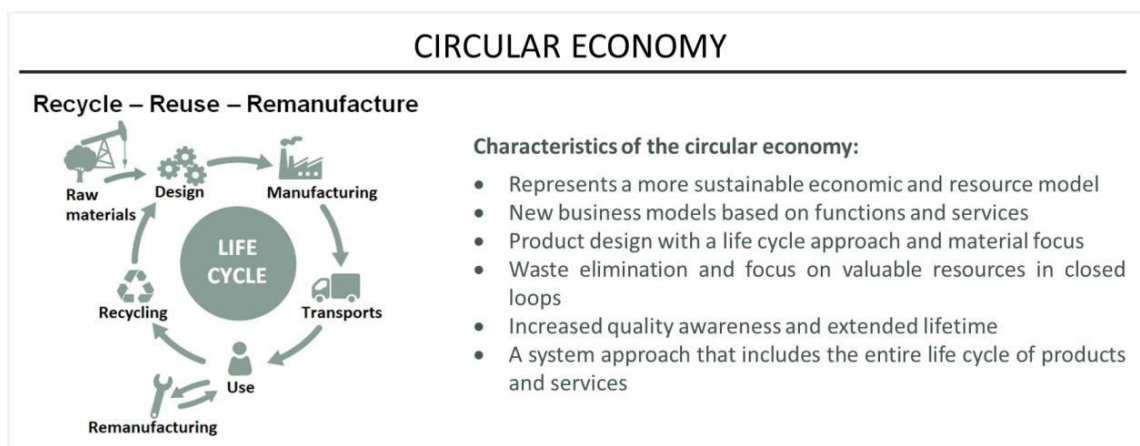 CIRCULAR ECONOMY
Recycle – Reuse – Remanufacture
Raw
materials
Design
Manufacturing
LIFE
CYCLE
Recycling
Transports
Use
Remanufacturing
Characteristics of the circular economy:
• Represents a more sustainable economic and resource model
• New business models based on functions and services
• Product design with a life cycle approach and material focus
• Waste elimination and focus on valuable resources in closed
loops
• Increased quality awareness and extended lifetime
• A system approach that includes the entire life cycle of products
and services